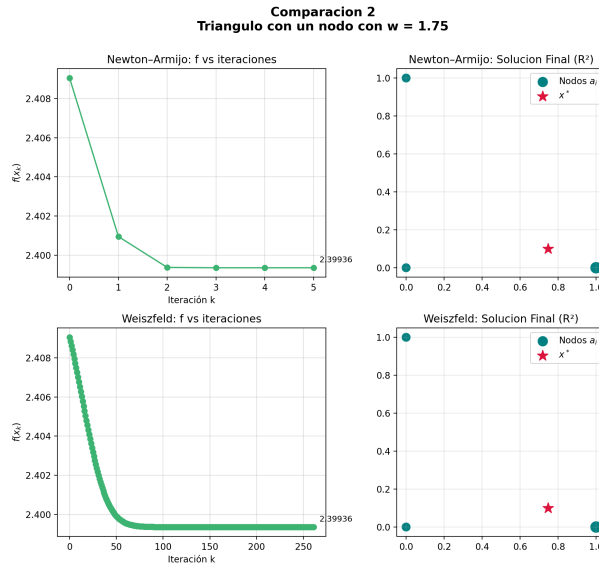 Comparacion 2
Triangulo con un nodo con w = 1.75
Newton–Armijo: f vs iteraciones
2.408
2.406
2.404
2.402
2.400
f(xₖ)
2.39936
0 1 2 3 4 5
Iteración k
Newton–Armijo: Solucion Final (R²)
Nodos aᵢ
x*
1.0
0.8
0.6
0.4
0.2
0.0
0.0 0.2 0.4 0.6 0.8 1.0
Weiszfeld: f vs iteraciones
2.408
2.406
2.404
2.402
2.400
f(xₖ)
2.39936
0 50 100 150 200 250
Iteración k
Weiszfeld: Solucion Final (R²)
Nodos aᵢ
x*
1.0
0.8
0.6
0.4
0.2
0.0
0.0 0.2 0.4 0.6 0.8 1.0